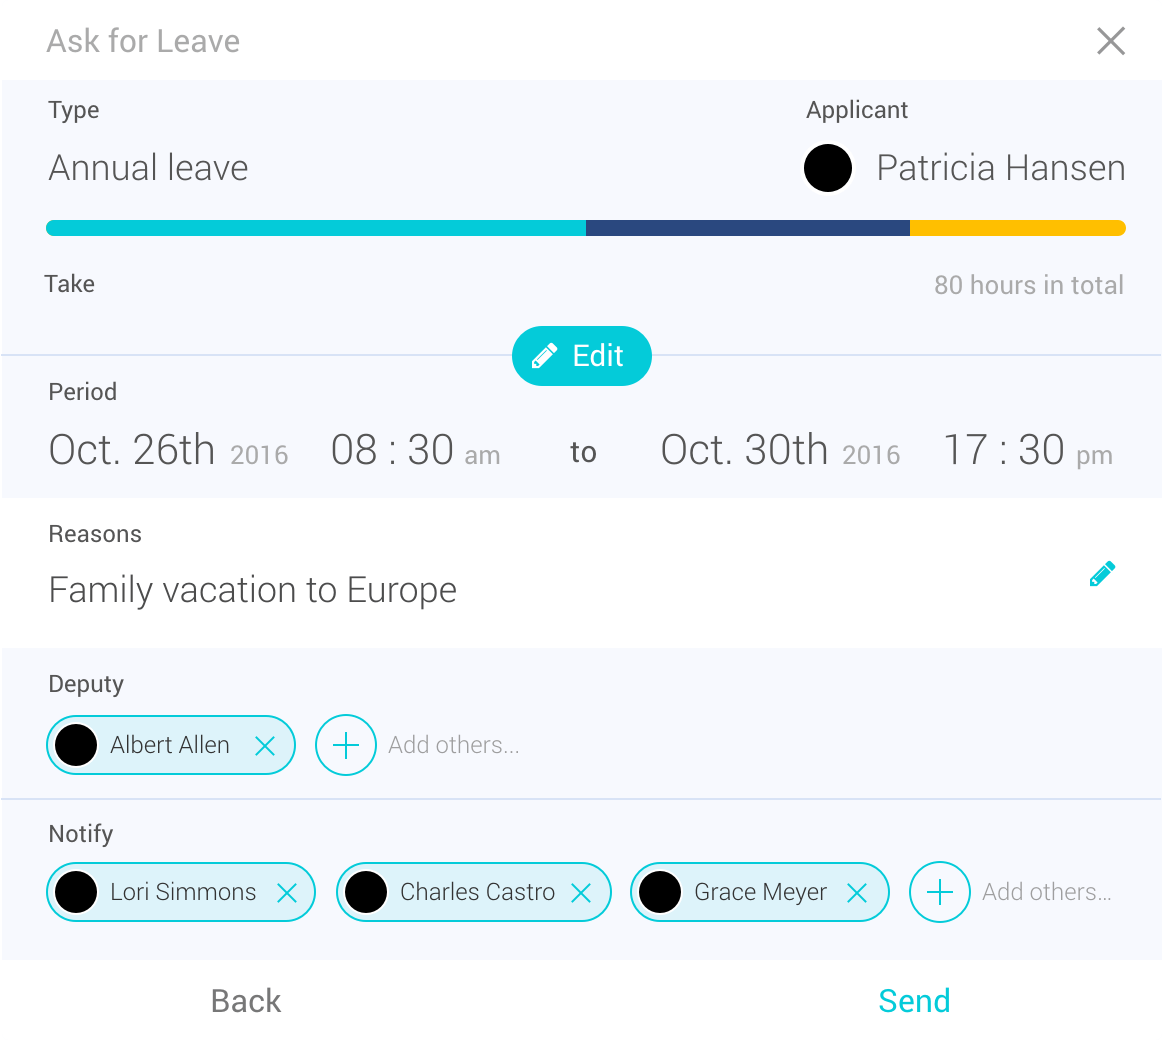 Ask for Leave
Type
Applicant
Annual leave
Patricia Hansen
Take
80 hours in total
Edit
Period
Oct. 26th 2016 08 : 30 am to Oct. 30th 2016 17 : 30 pm
Reasons
Family vacation to Europe
Deputy
Albert Allen Add others...
Notify
Lori Simmons Charles Castro Grace Meyer Add others...
Back Send